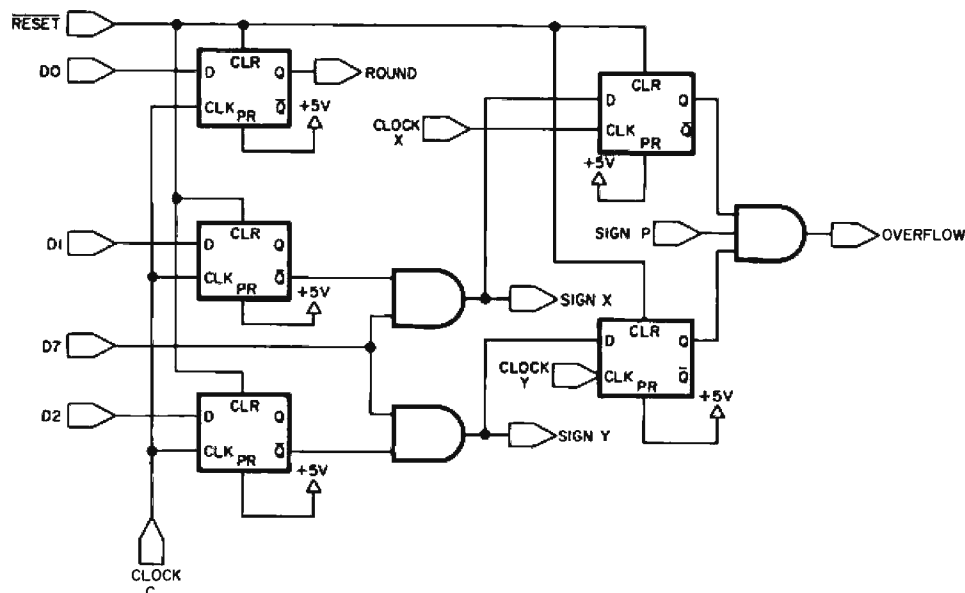 RESET
D0
D
CLR
Q
ROUND
CLK
Q
PR
+5V
CLOCK
X
D
CLR
Q
CLK
Q
PR
+5V
D1
D
CLR
Q
CLK
Q
PR
+5V
SIGN P
OVERFLOW
SIGN X
D7
CLOCK
Y
D
CLR
Q
CLK
Q
PR
+5V
D2
D
CLR
Q
CLK
Q
PR
+5V
SIGN Y
CLOCK